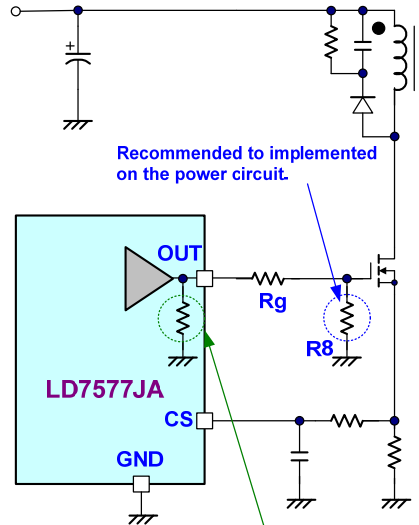 +
Recommended to implemented
on the power circuit.
OUT
Rg
R8
LD7577JA
CS
GND